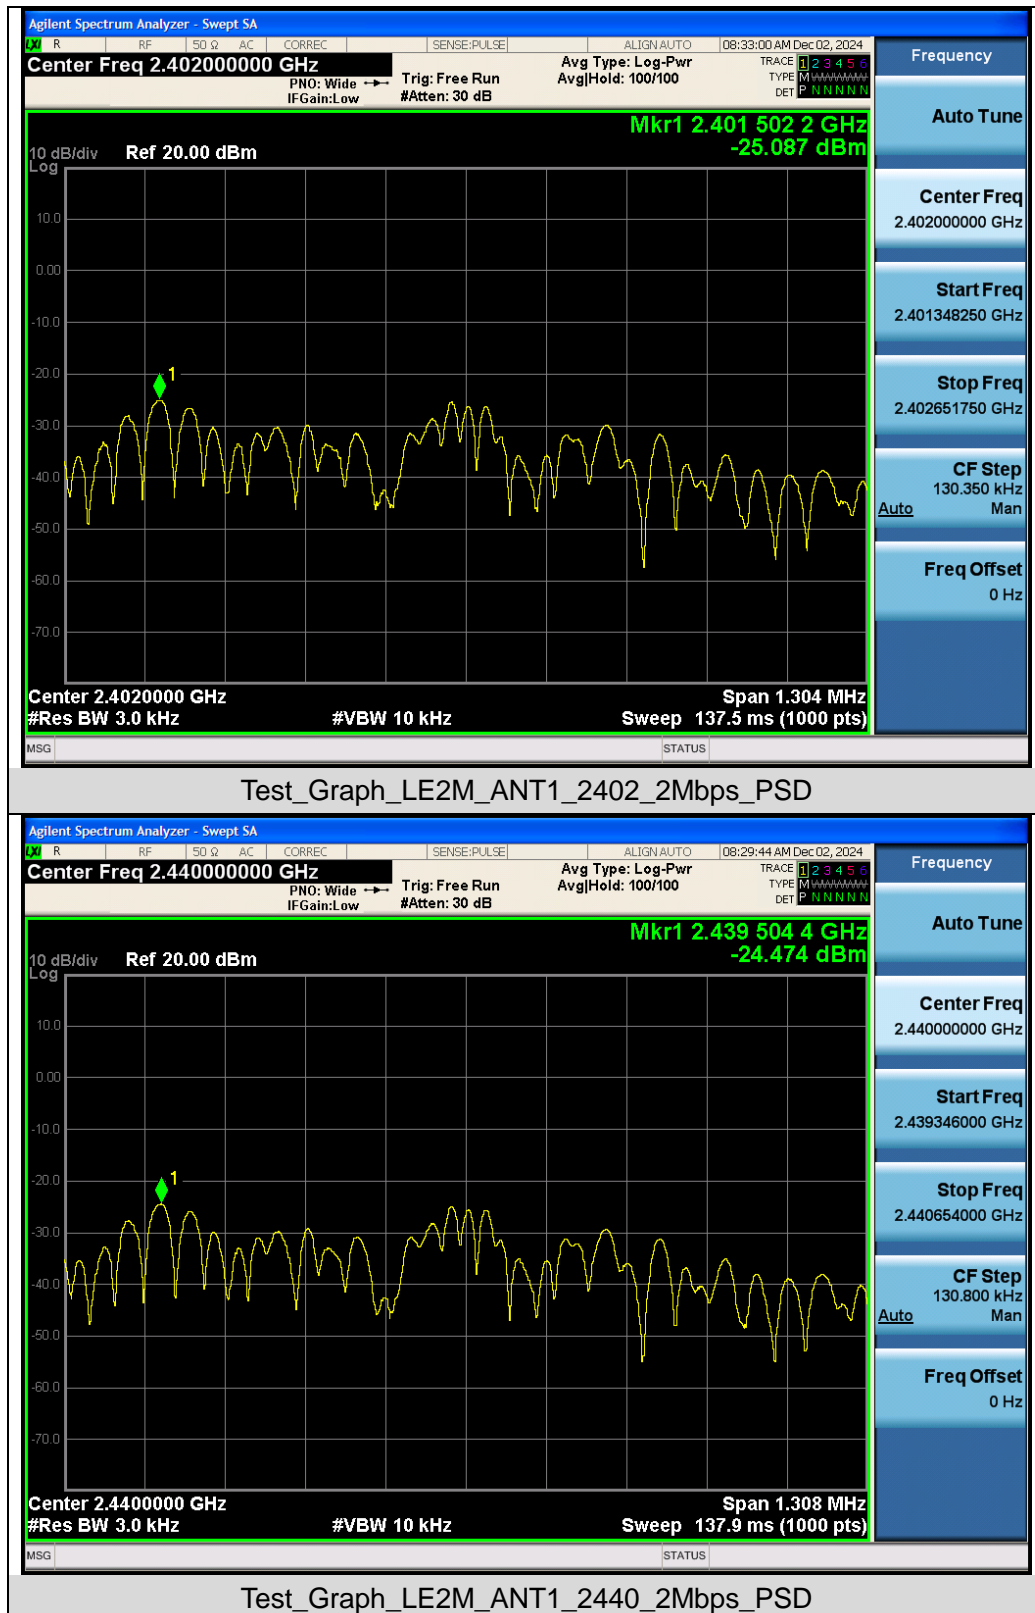 Agilent Spectrum Analyzer - Swept SA
LXI R RF 50 Ω AC CORREC SENSE:PULSE ALIGN AUTO 08:33:00 AM Dec 02, 2024
Center Freq 2.402000000 GHz
PNO: Wide
IFGain:Low
Trig: Free Run
#Atten: 30 dB
Avg Type: Log-Pwr
Avg|Hold: 100/100
TRACE 1 2 3 4 5 6
TYPE M
DET P N N N N N
Mkr1 2.401 502 2 GHz
-25.087 dBm
10 dB/div Ref 20.00 dBm
Log
10.0
0.00
-10.0
-20.0
-30.0
-40.0
-50.0
-60.0
-70.0
1
Center 2.4020000 GHz Span 1.304 MHz
#Res BW 3.0 kHz #VBW 10 kHz Sweep 137.5 ms (1000 pts)
MSG STATUS
Frequency
Auto Tune
Center Freq
2.402000000 GHz
Start Freq
2.401348250 GHz
Stop Freq
2.402651750 GHz
CF Step
130.350 kHz
Auto Man
Freq Offset
0 Hz
Test_Graph_LE2M_ANT1_2402_2Mbps_PSD
Agilent Spectrum Analyzer - Swept SA
LXI R RF 50 Ω AC CORREC SENSE:PULSE ALIGN AUTO 08:29:44 AM Dec 02, 2024
Center Freq 2.440000000 GHz
PNO: Wide
IFGain:Low
Trig: Free Run
#Atten: 30 dB
Avg Type: Log-Pwr
Avg|Hold: 100/100
TRACE 1 2 3 4 5 6
TYPE M
DET P N N N N N
Mkr1 2.439 504 4 GHz
-24.474 dBm
10 dB/div Ref 20.00 dBm
Log
10.0
0.00
-10.0
-20.0
-30.0
-40.0
-50.0
-60.0
-70.0
1
Center 2.4400000 GHz Span 1.308 MHz
#Res BW 3.0 kHz #VBW 10 kHz Sweep 137.9 ms (1000 pts)
MSG STATUS
Frequency
Auto Tune
Center Freq
2.440000000 GHz
Start Freq
2.439346000 GHz
Stop Freq
2.440654000 GHz
CF Step
130.800 kHz
Auto Man
Freq Offset
0 Hz
Test_Graph_LE2M_ANT1_2440_2Mbps_PSD